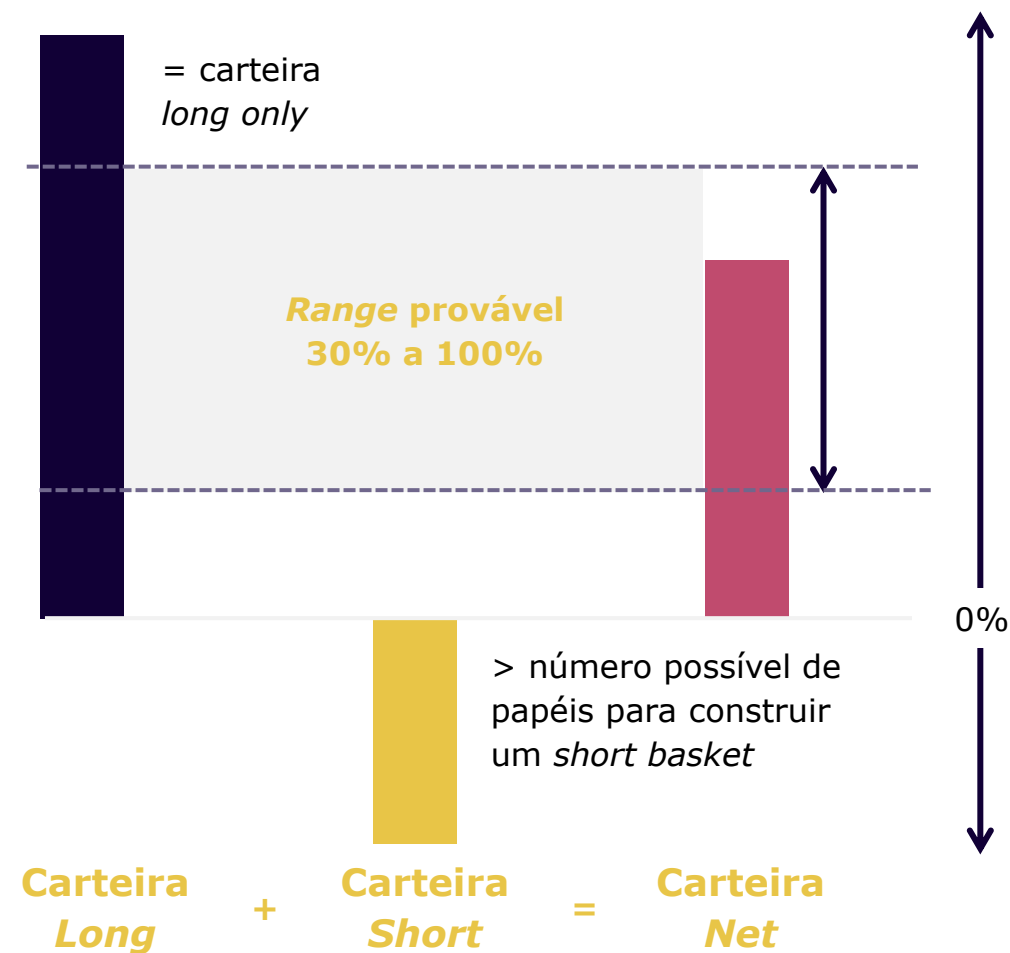 = carteira
long only
Range provável
30% a 100%
0%
> número possível de
papéis para construir
um short basket
Carteira
Long
+
Carteira
Short
=
Carteira
Net